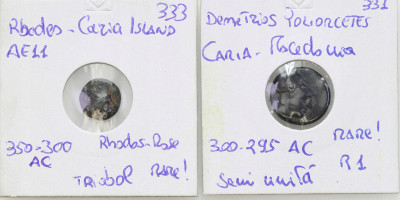 333
Rhodes - Caria ISLAND
AE11
350-300
AC
Rhodos-Rose
Triobol
RARE!
331
Demetrios Poliorcetes
CARIA - Macedonia
300-295 AC
RARE!
R1
Semi unità